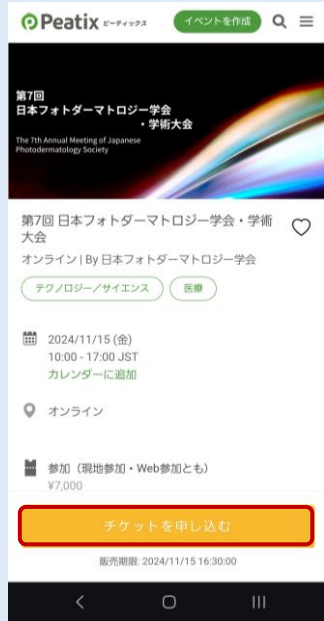 Peatix ピーティックス イベントを作成
第7回
日本フォトダーマトロジー学会
・学術大会
The 7th Annual Meeting of Japanese
Photodermatology Society
第7回 日本フォトダーマトロジー学会・学術
大会
オンライン | By 日本フォトダーマトロジー学会
テクノロジー／サイエンス 医療
2024/11/15 (金)
10:00 - 17:00 JST
カレンダーに追加
オンライン
参加（現地参加・Web参加とも）
¥7,000
チケットを申し込む
販売期限: 2024/11/15 16:30:00